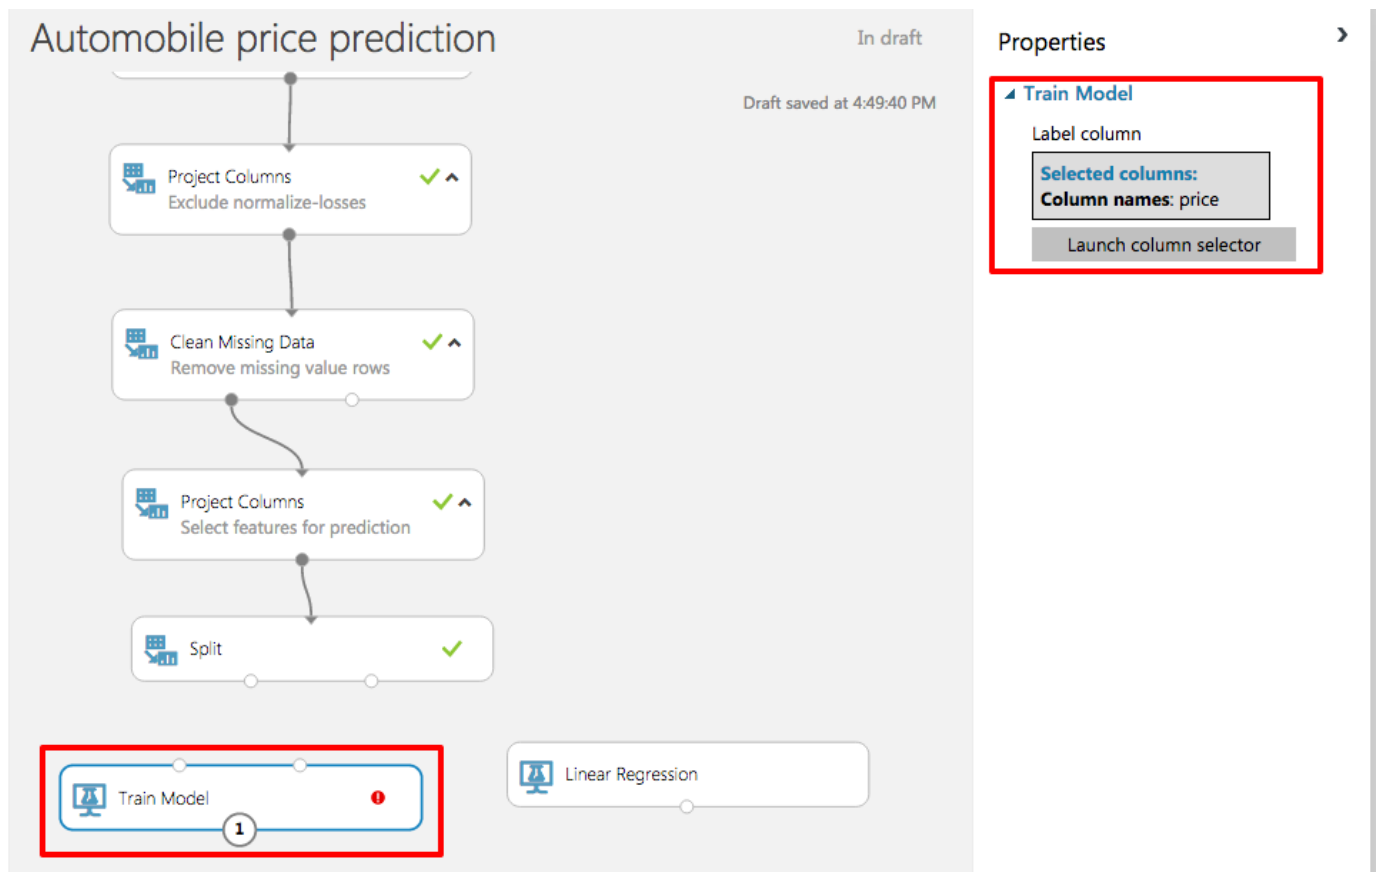 Automobile price prediction
In draft
Draft saved at 4:49:40 PM
Project Columns
Exclude normalize-losses
Clean Missing Data
Remove missing value rows
Project Columns
Select features for prediction
Split
Train Model
1
Linear Regression
Properties
Train Model
Label column
Selected columns:
Column names: price
Launch column selector